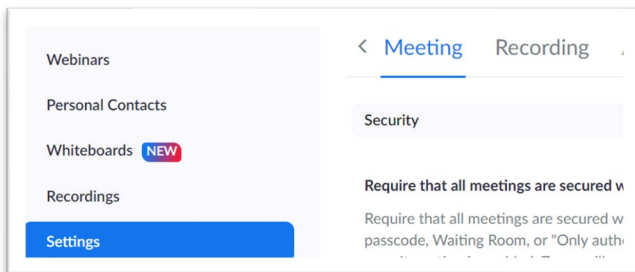 Webinars
Personal Contacts
Whiteboards NEW
Recordings
Settings
< Meeting Recording
Security
Require that all meetings are secured w
Require that all meetings are secured w
passcode, Waiting Room, or "Only auth